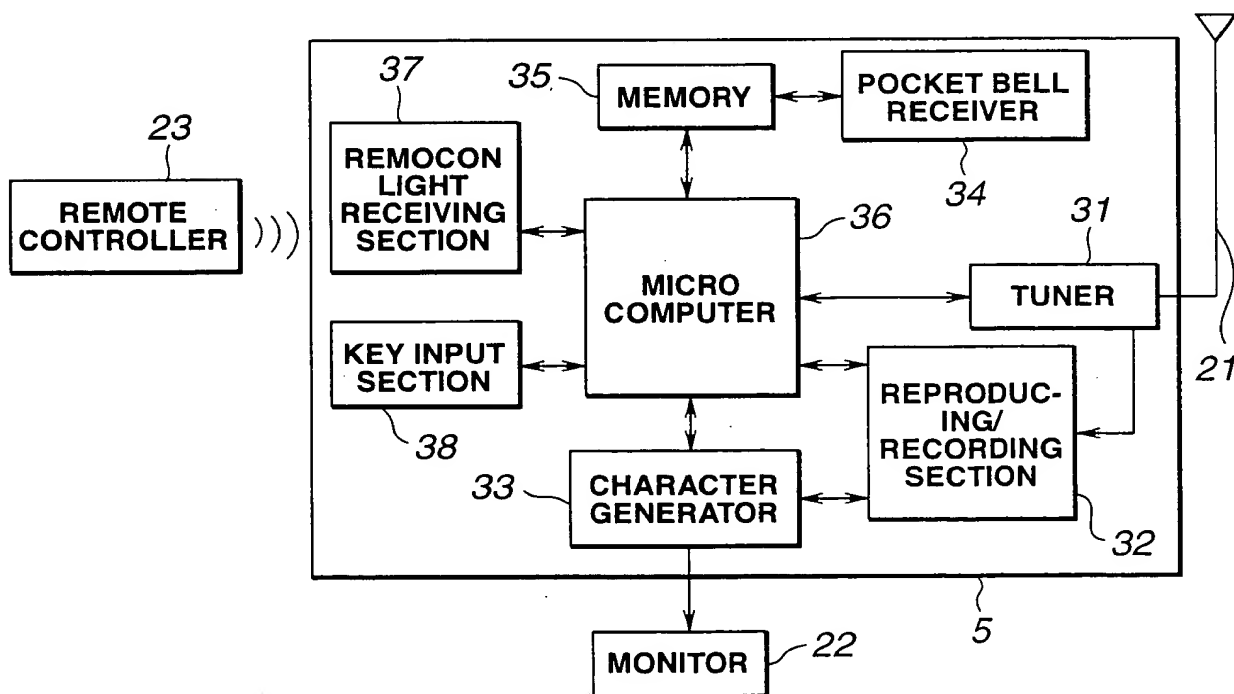 37
35
MEMORY
POCKET BELL
RECEIVER
34
23
REMOTE
CONTROLLER
REMOCON
LIGHT
RECEIVING
SECTION
36
MICRO
COMPUTER
31
TUNER
21
KEY INPUT
SECTION
38
REPRODUC-
ING/
RECORDING
SECTION
32
33
CHARACTER
GENERATOR
5
MONITOR
22